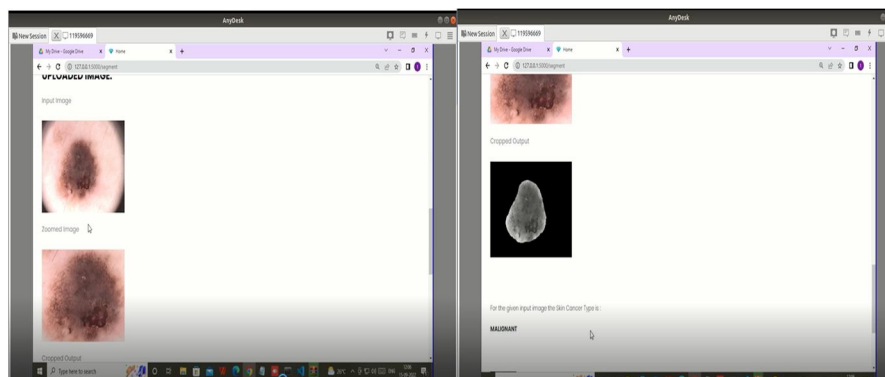 AnyDesk
New Session
119596669
My Drive - Google Drive
Home
127.0.0.1:5000/segment
UPLOADED IMAGE:
Input Image
Zoomed Image
Cropped Output
Type here to search
ENG
AnyDesk
New Session
119596669
My Drive - Google Drive
Home
127.0.0.1:5000/segment
Cropped Output
For the given input image the Skin Cancer Type is :
MALIGNANT